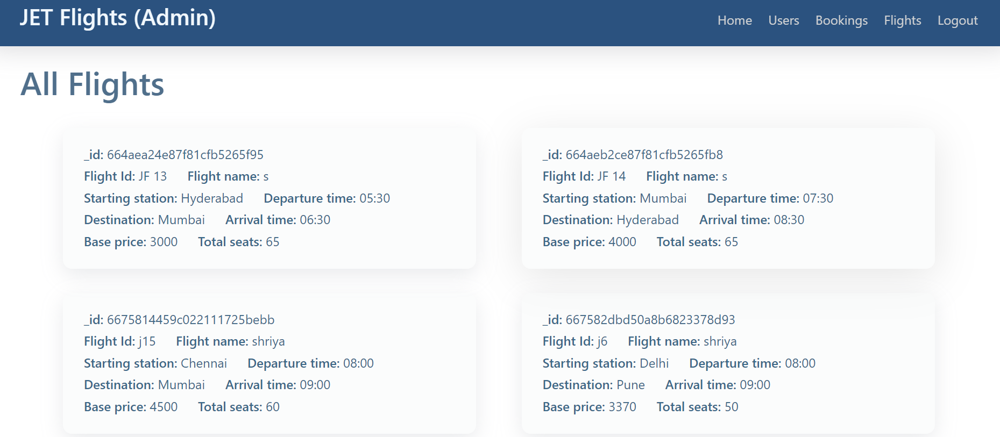 JET Flights (Admin)
Home Users Bookings Flights Logout
All Flights
_id: 664aea24e87f81cfb5265f95
Flight Id: JF 13 Flight name: s
Starting station: Hyderabad Departure time: 05:30
Destination: Mumbai Arrival time: 06:30
Base price: 3000 Total seats: 65
_id: 664aeb2ce87f81cfb5265fb8
Flight Id: JF 14 Flight name: s
Starting station: Mumbai Departure time: 07:30
Destination: Hyderabad Arrival time: 08:30
Base price: 4000 Total seats: 65
_id: 6675814459c022111725bebb
Flight Id: j15 Flight name: shriya
Starting station: Chennai Departure time: 08:00
Destination: Mumbai Arrival time: 09:00
Base price: 4500 Total seats: 60
_id: 667582dbd50a8b6823378d93
Flight Id: j6 Flight name: shriya
Starting station: Delhi Departure time: 08:00
Destination: Pune Arrival time: 09:00
Base price: 3370 Total seats: 50